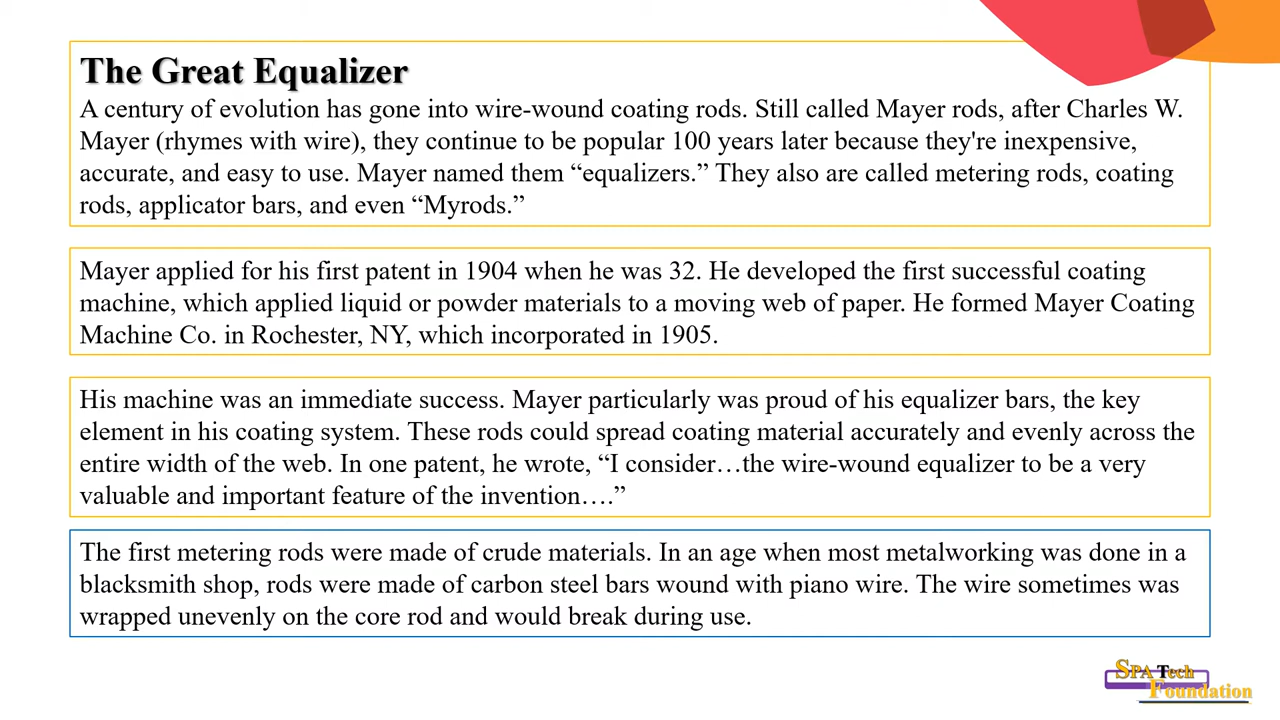 The Great Equalizer
A century of evolution has gone into wire-wound coating rods. Still called Mayer rods, after Charles W.
Mayer (rhymes with wire), they continue to be popular 100 years later because they're inexpensive,
accurate, and easy to use. Mayer named them “equalizers.” They also are called metering rods, coating
rods, applicator bars, and even “Myrods.”
Mayer applied for his first patent in 1904 when he was 32. He developed the first successful coating
machine, which applied liquid or powder materials to a moving web of paper. He formed Mayer Coating
Machine Co. in Rochester, NY, which incorporated in 1905.
His machine was an immediate success. Mayer particularly was proud of his equalizer bars, the key
element in his coating system. These rods could spread coating material accurately and evenly across the
entire width of the web. In one patent, he wrote, “I consider…the wire-wound equalizer to be a very
valuable and important feature of the invention….”
The first metering rods were made of crude materials. In an age when most metalworking was done in a
blacksmith shop, rods were made of carbon steel bars wound with piano wire. The wire sometimes was
wrapped unevenly on the core rod and would break during use.
SPA Tech
Foundation